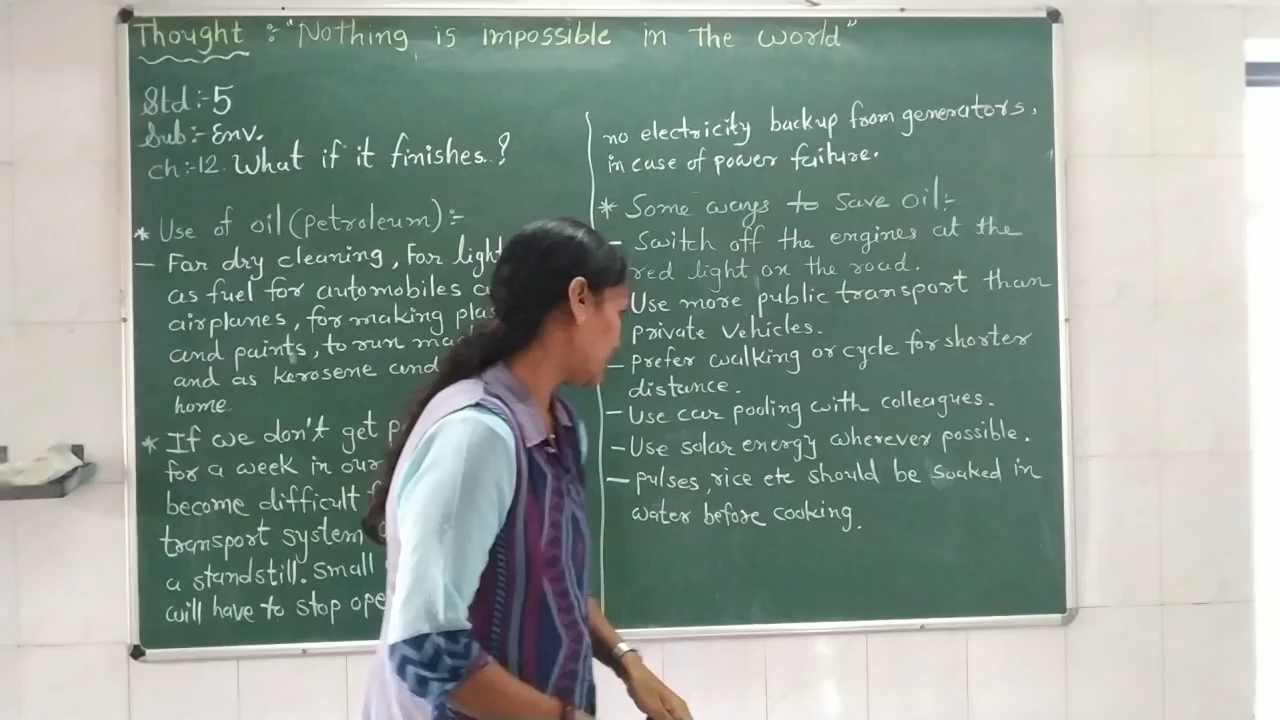 Thought :- "Nothing is impossible in The world"
Std :- 5
Sub :- Env.
ch :- 12. What if it finishes..?
* Use of oil (petroleum) :-
– For dry cleaning, For light
as fuel for automobiles
airplanes, for making
and paints, to run
and as kerosene and
home.
* If we don't get
for a week in our
become difficult
transport system
a standstill. Small
will have to stop
no electricity backup from generators,
in case of power failure.
* Some ways to save oil :-
– Switch off the engines at the
red light on the road.
Use more public transport than
private vehicles.
– Prefer walking or cycle for shorter
distance.
– Use car pooling with colleagues.
– Use solar energy wherever possible.
– pulses, rice etc should be soaked in
water before cooking.